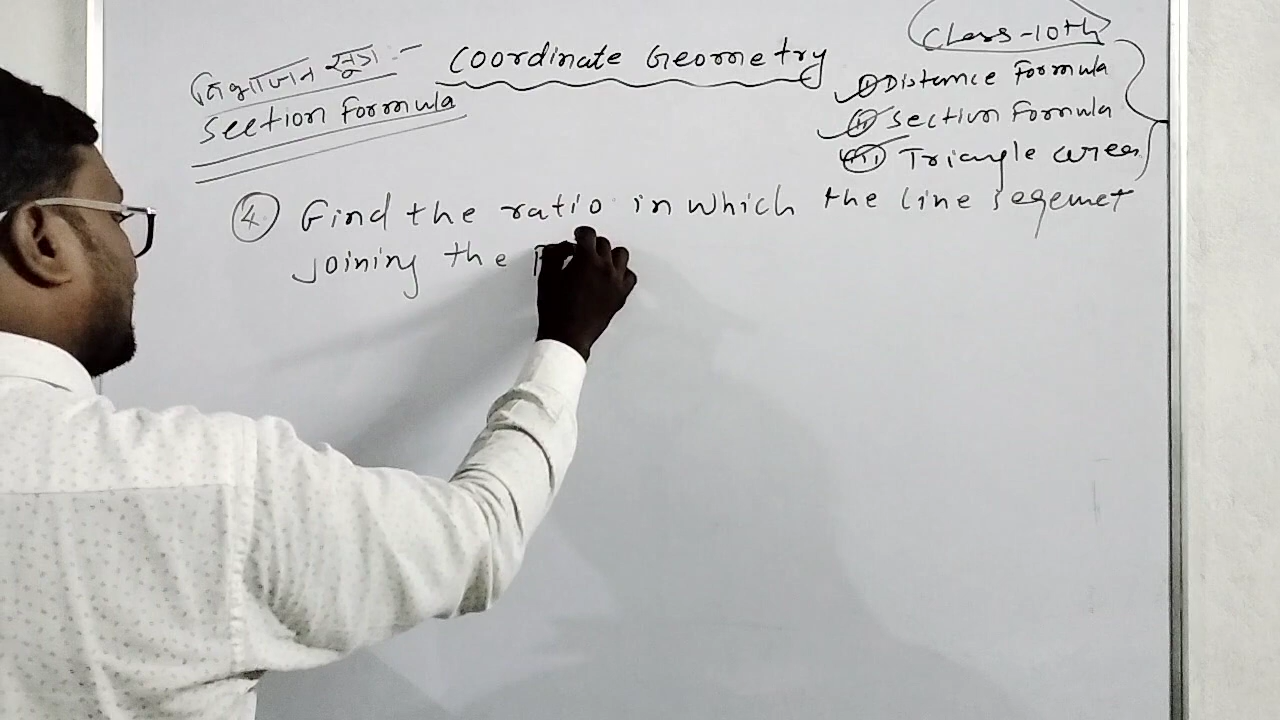 Class-10th
विभाजन सूत्र :-
Coordinate Geometry
Section Formula
(i) Distance Formula
(ii) Section Formula
(iii) Triangle area
(4) Find the ratio in which the line segemet
Joining the P